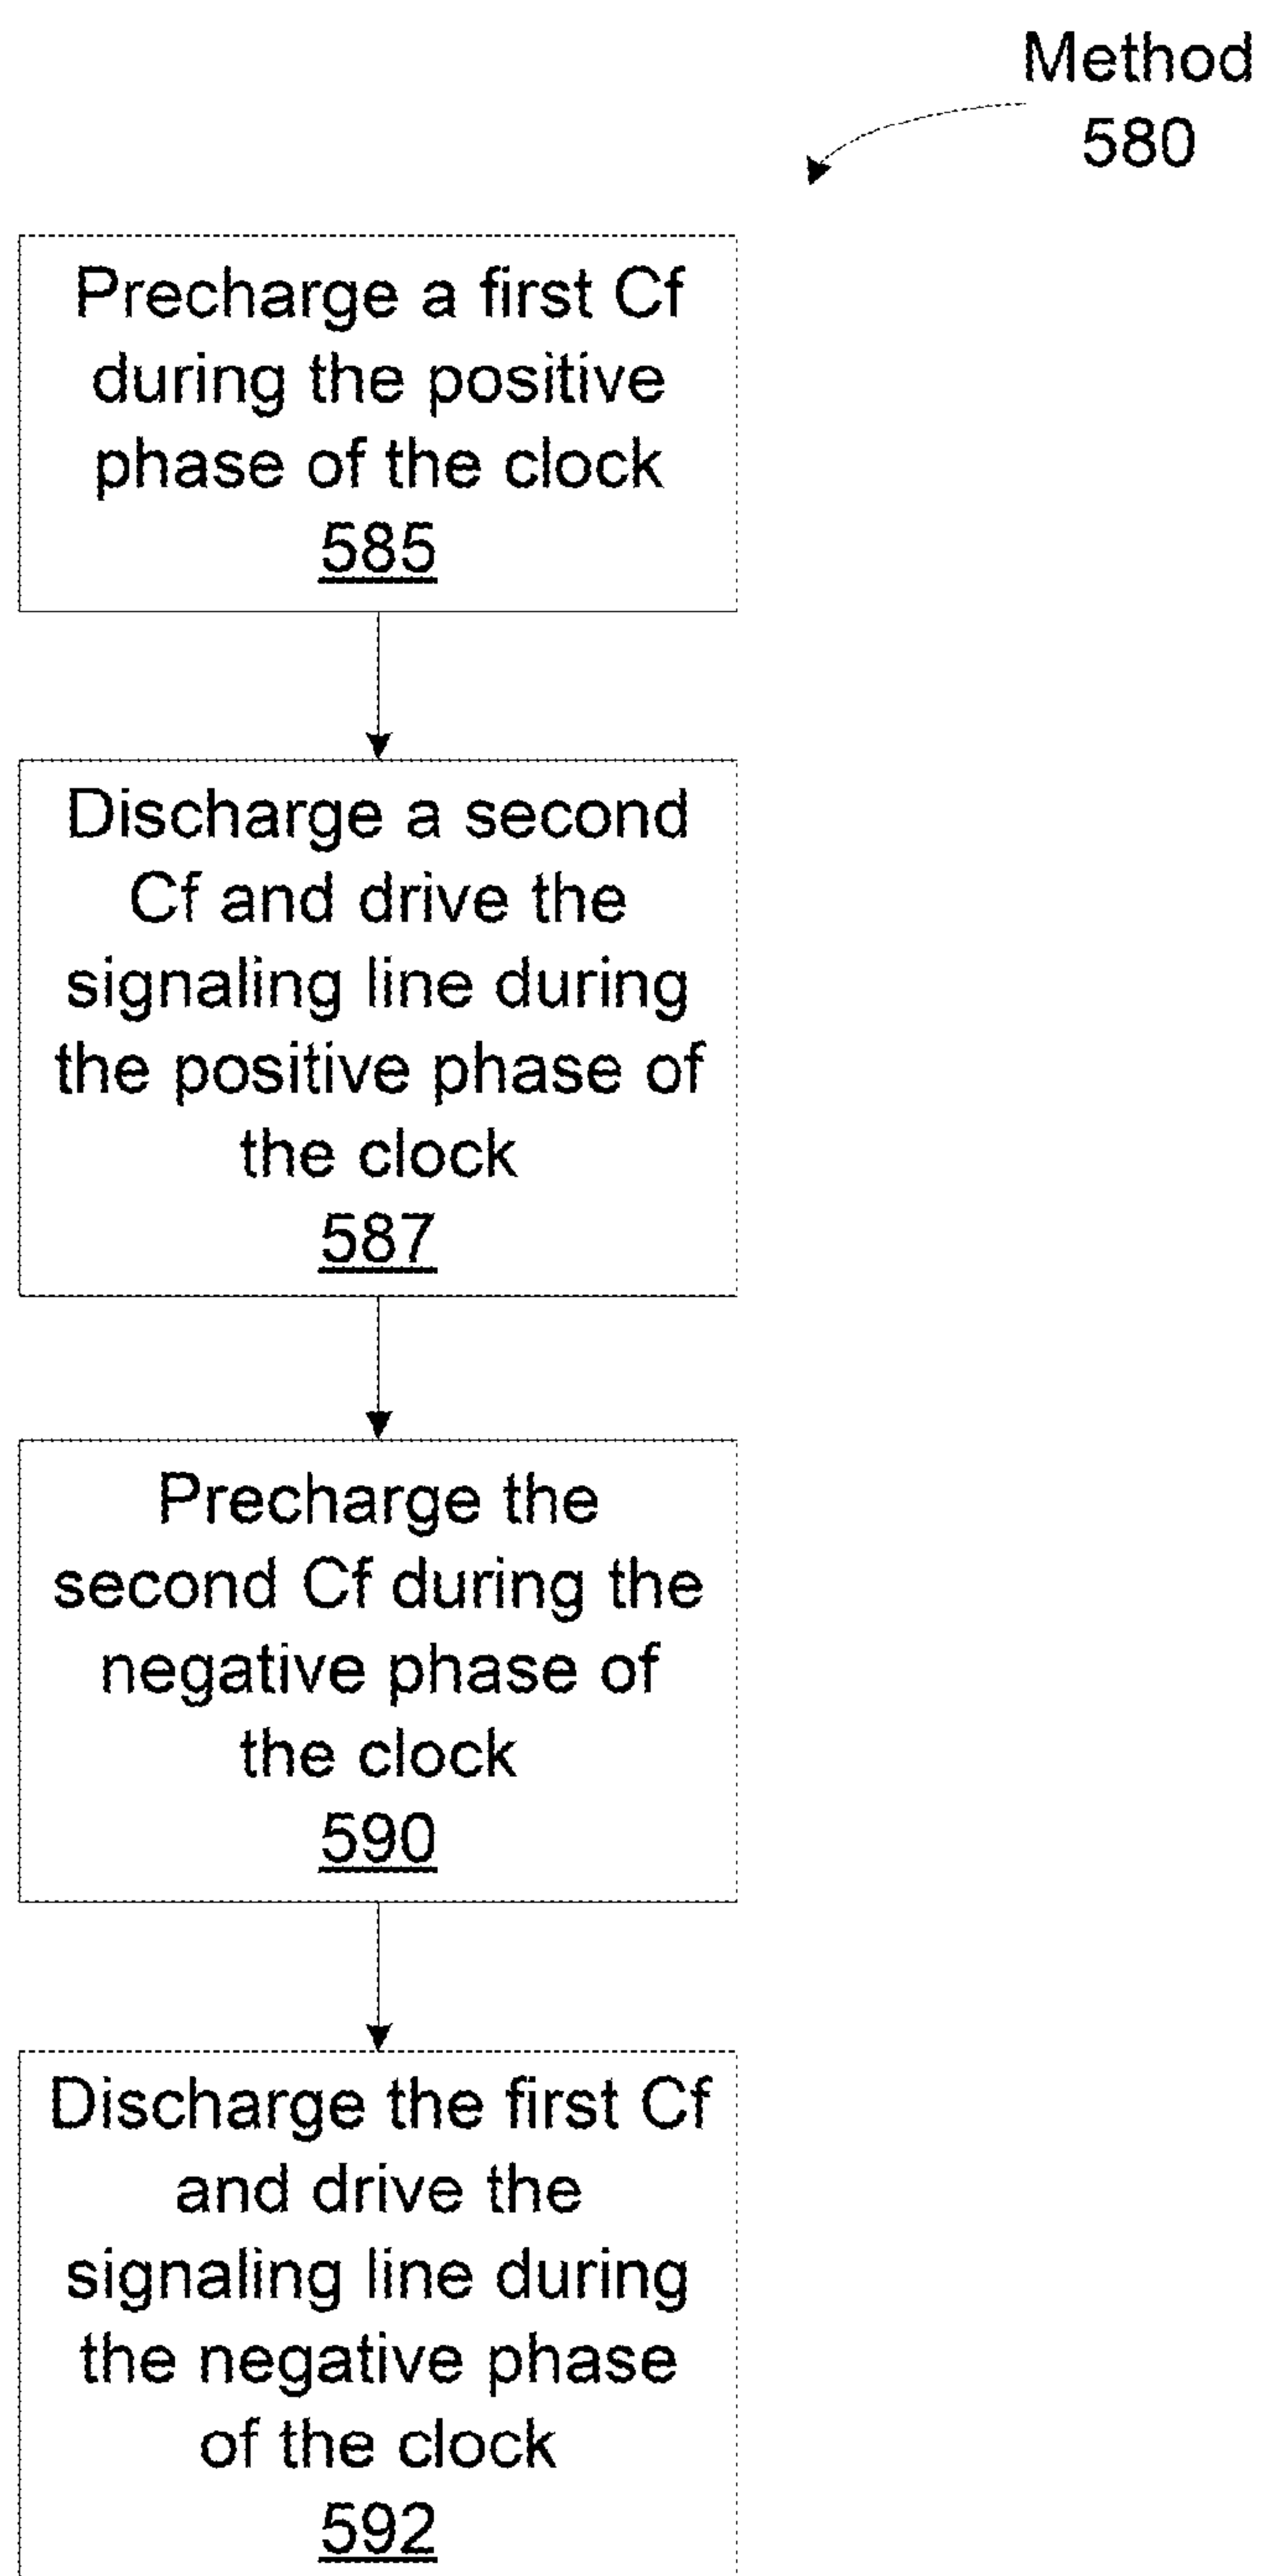 Method
580
Precharge a first Cf
during the positive
phase of the clock
585
Discharge a second
Cf and drive the
signaling line during
the positive phase of
the clock
587
Precharge the
second Cf during the
negative phase of
the clock
590
Discharge the first Cf
and drive the
signaling line during
the negative phase
of the clock
592